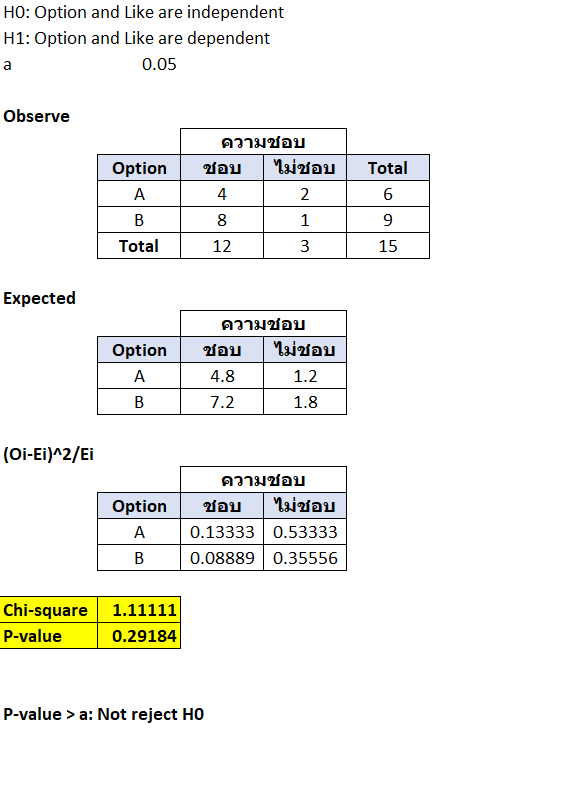 H0: Option and Like are independent
H1: Option and Like are dependent
a 0.05
Observe
ความชอบ
Option ชอบ ไม่ชอบ Total
A 4 2 6
B 8 1 9
Total 12 3 15
Expected
ความชอบ
Option ชอบ ไม่ชอบ
A 4.8 1.2
B 7.2 1.8
(Oi-Ei)^2/Ei
ความชอบ
Option ชอบ ไม่ชอบ
A 0.13333 0.53333
B 0.08889 0.35556
Chi-square 1.11111
P-value 0.29184
P-value > a: Not reject H0